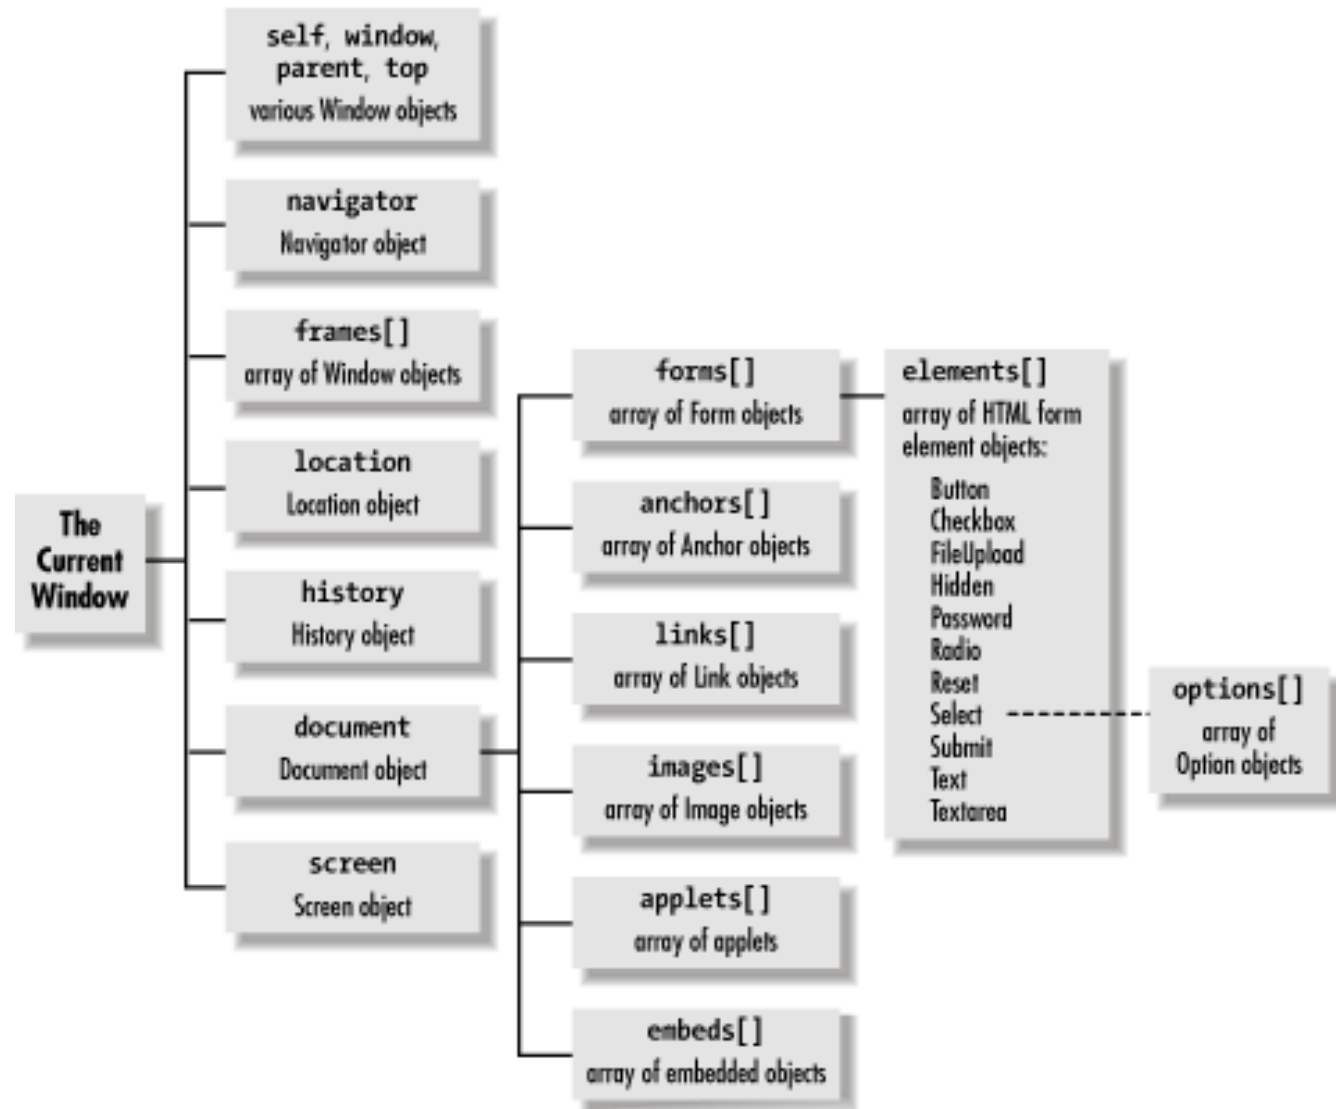 The
Current
Window
self, window,
parent, top
various Window objects
navigator
Navigator object
frames[]
array of Window objects
location
Location object
history
History object
document
Document object
screen
Screen object
forms[]
array of Form objects
anchors[]
array of Anchor objects
links[]
array of Link objects
images[]
array of Image objects
applets[]
array of applets
embeds[]
array of embedded objects
elements[]
array of HTML form
element objects:
Button
Checkbox
FileUpload
Hidden
Password
Radio
Reset
Select
Submit
Text
Textarea
options[]
array of
Option objects